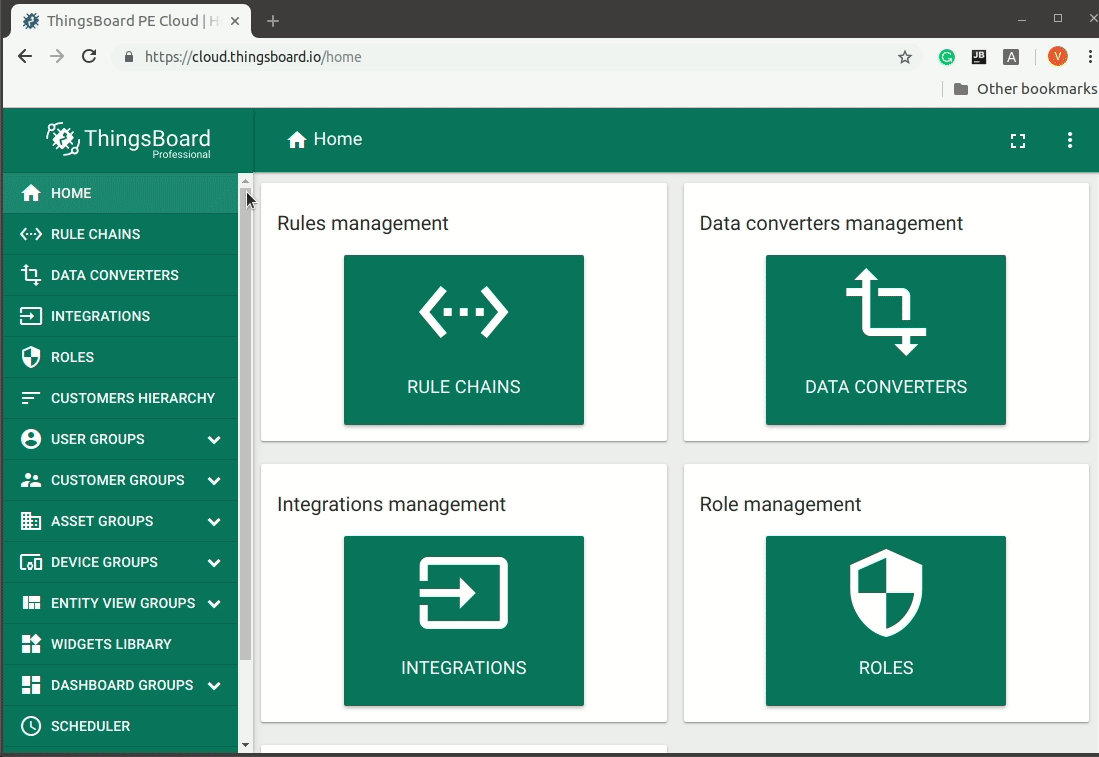 ThingsBoard PE Cloud | H
https://cloud.thingsboard.io/home
JB
A
V
Other bookmarks
ThingsBoard
Professional
Home
HOME
RULE CHAINS
DATA CONVERTERS
INTEGRATIONS
ROLES
CUSTOMERS HIERARCHY
USER GROUPS
CUSTOMER GROUPS
ASSET GROUPS
DEVICE GROUPS
ENTITY VIEW GROUPS
WIDGETS LIBRARY
DASHBOARD GROUPS
SCHEDULER
Rules management
RULE CHAINS
Data converters management
DATA CONVERTERS
Integrations management
INTEGRATIONS
Role management
ROLES